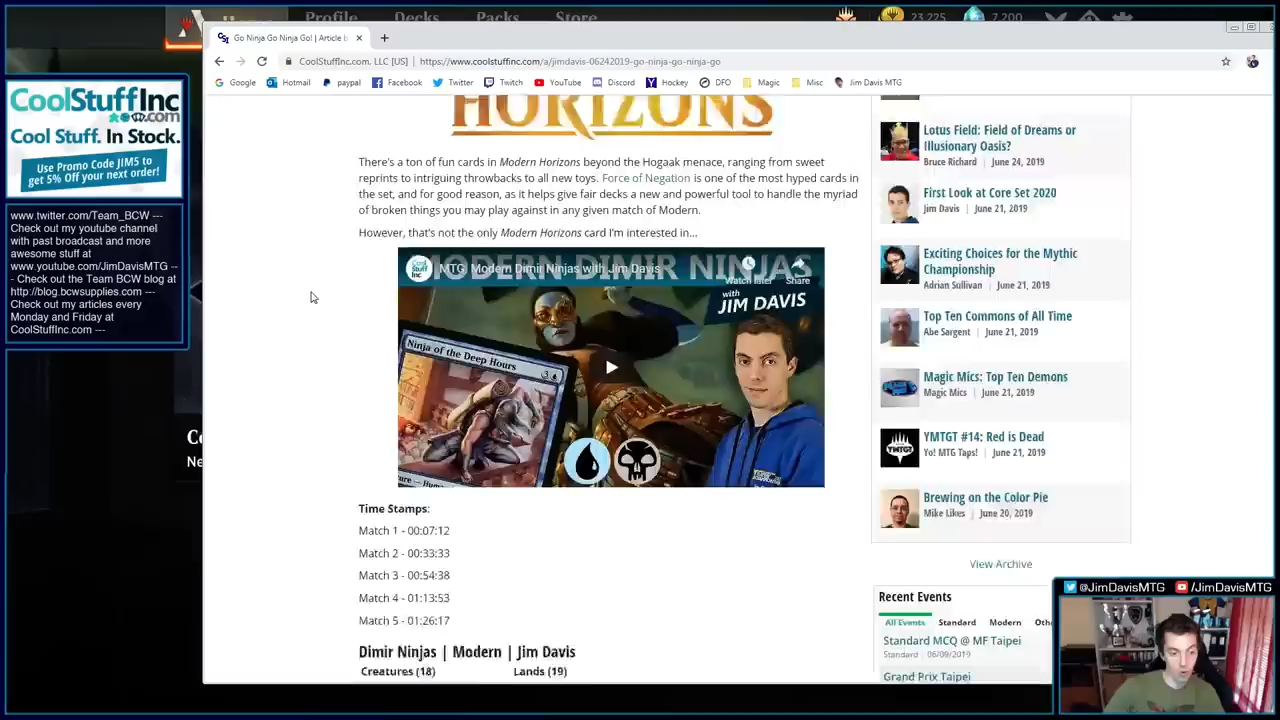 Profile Decks Packs Store
23,225 7,200
Go Ninja Go Ninja Go! | Article b
CoolStuffInc.com, LLC [US] | https://www.coolstuffinc.com/a/jimdavis-06242019-go-ninja-go-ninja-go
Google Hotmail paypal Facebook Twitter Twitch YouTube Discord Hockey DFO Magic Misc Jim Davis MTG
CoolStuffInc
.com
Cool Stuff. In Stock.
Use Promo Code JIM5 to
get 5% Off your next order!
www.twitter.com/Team_BCW ---
Check out my youtube channel
with past broadcast and more
awesome stuff at
www.youtube.com/JimDavisMTG --
- Check out the Team BCW blog at
http://blog.bcwsupplies.com ---
Check out my articles every
Monday and Friday at
CoolStuffInc.com ---
HORIZONS
There's a ton of fun cards in Modern Horizons beyond the Hogaak menace, ranging from sweet
reprints to intriguing throwbacks to all new toys. Force of Negation is one of the most hyped cards in
the set, and for good reason, as it helps give fair decks a new and powerful tool to handle the myriad
of broken things you may play against in any given match of Modern.
However, that's not the only Modern Horizons card I'm interested in...
Cool
Stuff
Inc
MTG Modern Dimir Ninjas with Jim Davis
MODERN DIMIR NINJAS
Watch later Share
with
JIM DAVIS
Ninja of the Deep Hours
3
Time Stamps:
Match 1 - 00:07:12
Match 2 - 00:33:33
Match 3 - 00:54:38
Match 4 - 01:13:53
Match 5 - 01:26:17
Dimir Ninjas | Modern | Jim Davis
Creatures (18) Lands (19)
Lotus Field: Field of Dreams or
Illusionary Oasis?
Bruce Richard | June 24, 2019
First Look at Core Set 2020
Jim Davis | June 21, 2019
Exciting Choices for the Mythic
Championship
Adrian Sullivan | June 21, 2019
Top Ten Commons of All Time
Abe Sargent | June 21, 2019
Magic Mics: Top Ten Demons
Magic Mics | June 21, 2019
YMTGT #14: Red is Dead
Yo! MTG Taps! | June 21, 2019
Brewing on the Color Pie
Mike Likes | June 20, 2019
View Archive
Recent Events
All Events Standard Modern Oth
Standard MCQ @ MF Taipei
Standard | 06/09/2019
Grand Prix Taipei
@JimDavisMTG /JimDavisMTG